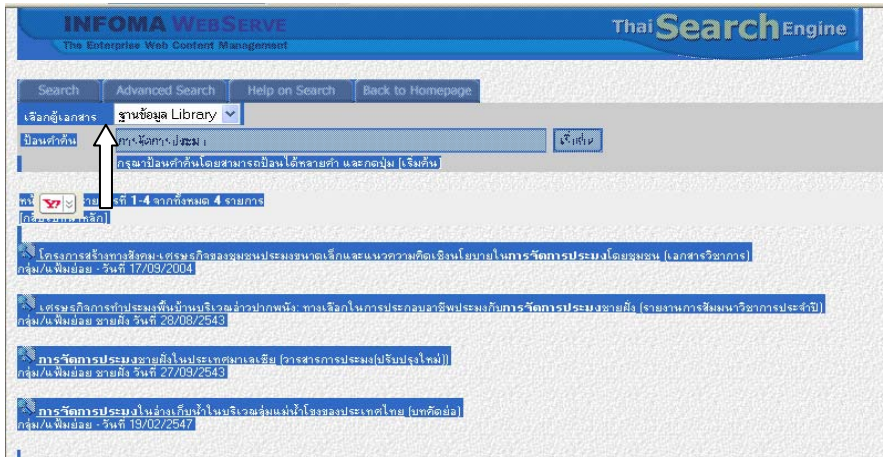 INFOMA WEBSERVE
The Enterprise Web Content Management
Thai Search Engine
Search Advanced Search Help on Search Back to Homepage
เลือกตู้เอกสาร ฐานข้อมูล Library
ป้อนคำค้น การจัดการประมง
กรุณาป้อนคำค้นโดยสามารถป้อนได้หลายคำ และกดปุ่ม [เริ่มค้น]
ที่ 1-4 จากทั้งหมด 4 รายการ
โครงการสร้างทางสังคม-เศรษฐกิจของชุมชนประมงขนาดเล็กและแนวความคิดเชิงนโยบายในการจัดการประมงโดยชุมชน (เอกสารวิชาการ)
กลุ่ม/แฟ้มย่อย - วันที่ 17/09/2004
เศรษฐกิจการทำประมงพื้นบ้านบริเวณอ่าวปากพนัง: ทางเลือกในการประกอบอาชีพประมงกับการจัดการประมงชายฝั่ง (รายงานการสัมมนาวิชาการประจำปี)
กลุ่ม/แฟ้มย่อย ชายฝั่ง วันที่ 28/08/2543
การจัดการประมงชายฝั่งในประเทศมาเลเซีย (วารสารการประมง(ปรับปรุงใหม่))
กลุ่ม/แฟ้มย่อย ชายฝั่ง วันที่ 27/09/2543
การจัดการประมงในอ่างเก็บน้ำในบริเวณลุ่มแม่น้ำโขงของประเทศไทย (บทคัดย่อ)
กลุ่ม/แฟ้มย่อย - วันที่ 19/02/2547